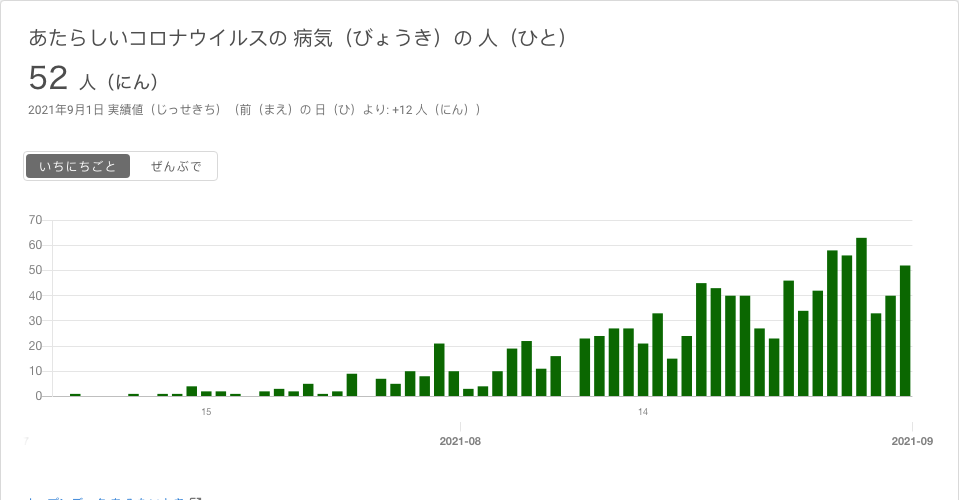 あたらしいコロナウイルスの 病気（びょうき）の 人（ひと）
52 人（にん）
2021年9月1日 実績値（じっせきち）（前（まえ）の 日（ひ）より: +12 人（にん））
いちにちごと ぜんぶで
70
60
50
40
30
20
10
0
15 14
2021-08 2021-09